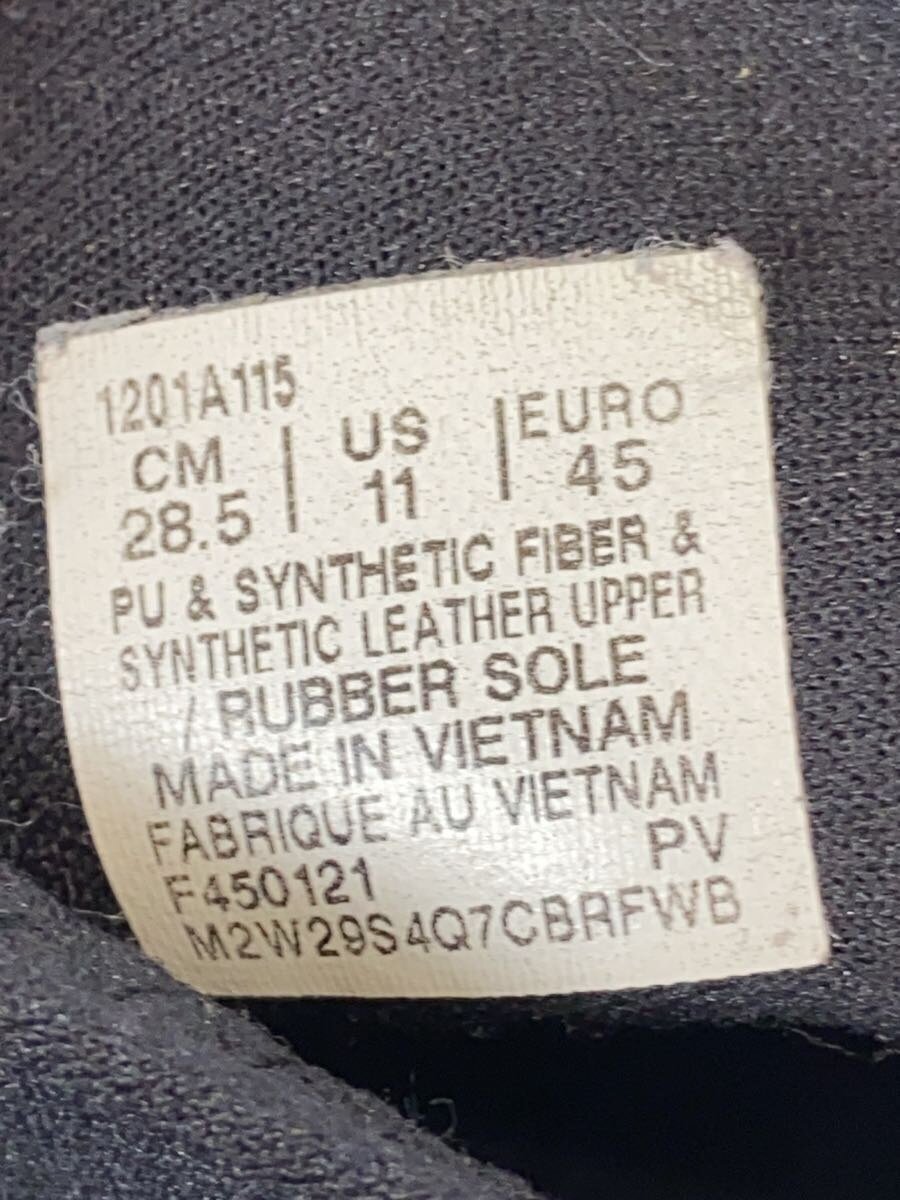 1201A115
CM | US | EURO
28.5 | 11 | 45
PU & SYNTHETIC FIBER &
SYNTHETIC LEATHER UPPER
/ RUBBER SOLE
MADE IN VIETNAM
FABRIQUE AU VIETNAM
F450121 PV
M2W29S4Q7CBRFWB